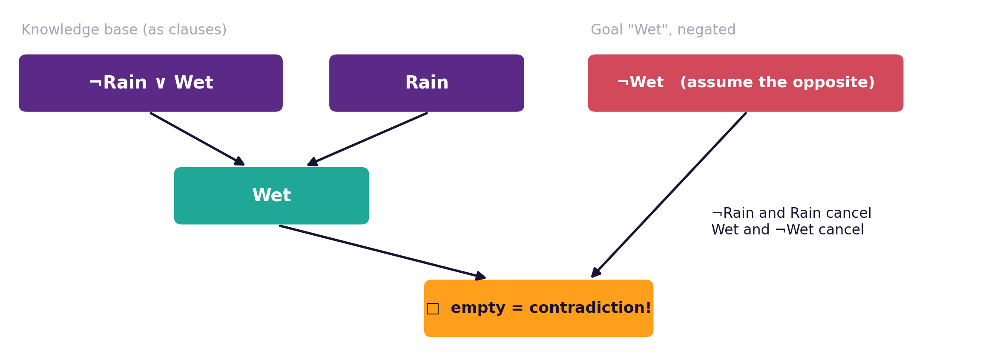 Knowledge base (as clauses)
Goal "Wet", negated
¬Rain ∨ Wet
Rain
¬Wet   (assume the opposite)
Wet
¬Rain and Rain cancel
Wet and ¬Wet cancel
□  empty = contradiction!